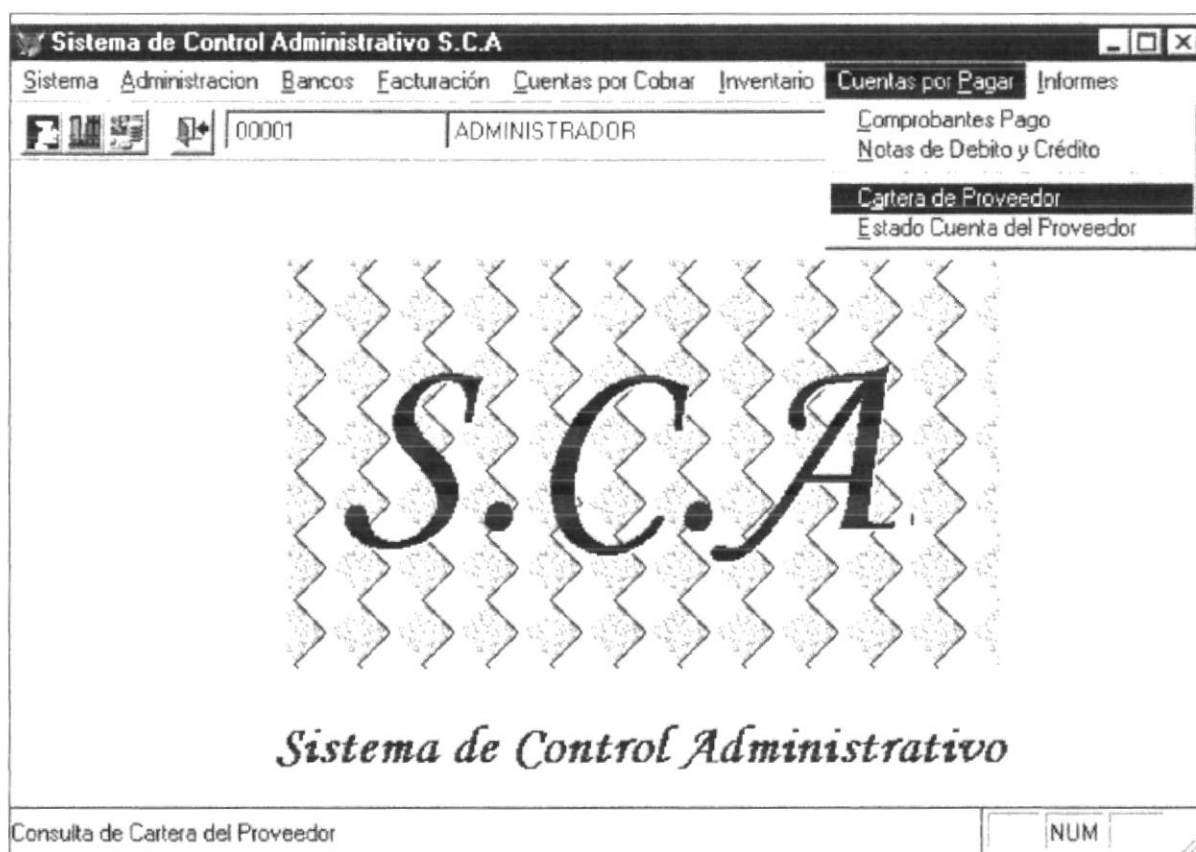 Sistema de Control Administrativo S.C.A
Sistema Administracion Bancos Facturación Cuentas por Cobrar Inventario Cuentas por Pagar Informes
00001 ADMINISTRADOR
Comprobantes Pago
Notas de Debito y Crédito
Cartera de Proveedor
Estado Cuenta del Proveedor
S.C.A
Sistema de Control Administrativo
Consulta de Cartera del Proveedor NUM